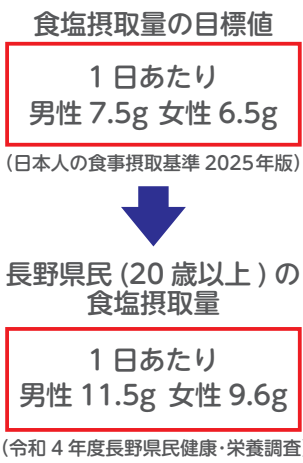 食塩摂取量の目標値
1日あたり
男性 7.5g 女性 6.5g
(日本人の食事摂取基準 2025年版)
長野県民 (20 歳以上 ) の
食塩摂取量
1日あたり
男性 11.5g 女性 9.6g
(令和 4 年度長野県民健康・栄養調査